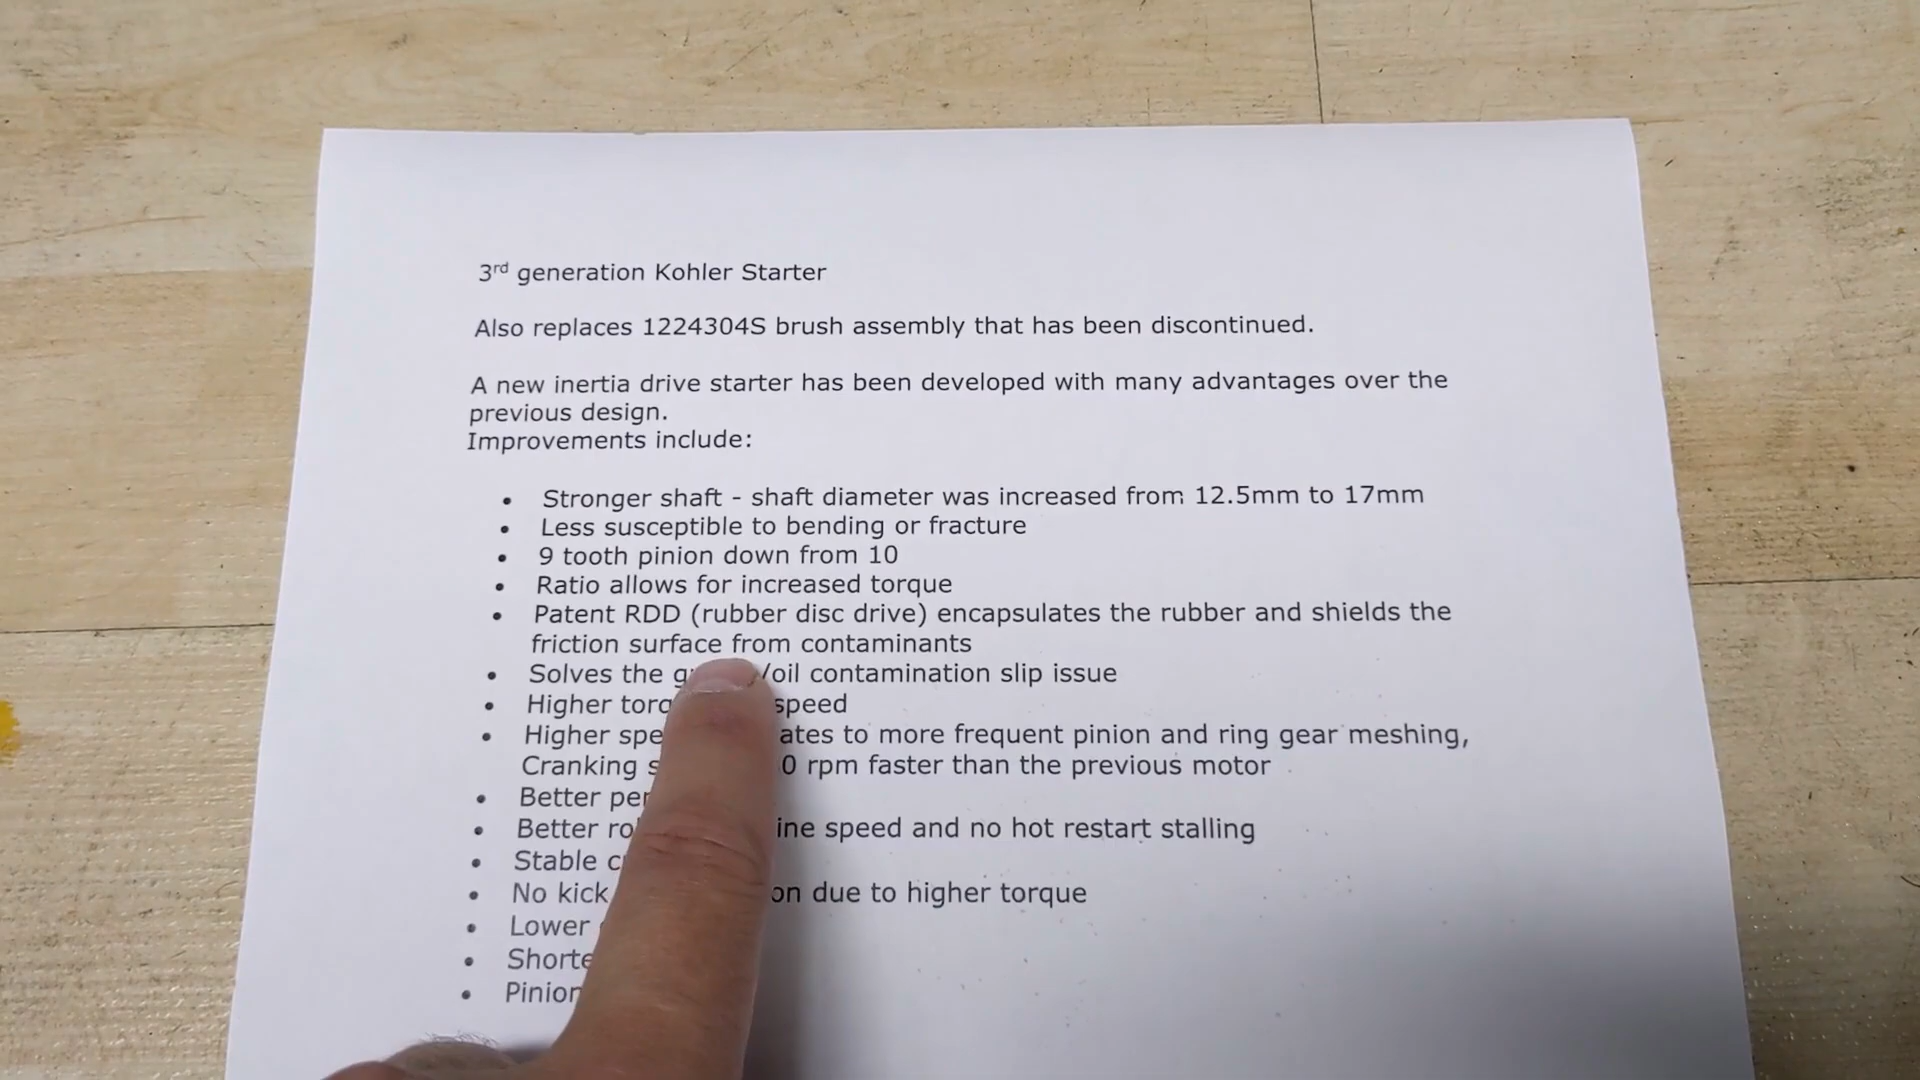 3rd generation Kohler Starter
Also replaces 1224304S brush assembly that has been discontinued.
A new inertia drive starter has been developed with many advantages over the
previous design.
Improvements include:
• Stronger shaft - shaft diameter was increased from 12.5mm to 17mm
• Less susceptible to bending or fracture
• 9 tooth pinion down from 10
• Ratio allows for increased torque
• Patent RDD (rubber disc drive) encapsulates the rubber and shields the
friction surface from contaminants
• Solves the /oil contamination slip issue
• Higher speed
• Higher to more frequent pinion and ring gear meshing,
Cranking rpm faster than the previous motor
• Better
• Better speed and no hot restart stalling
• Stable
• No kick due to higher torque
• Lower
•
• Pinion